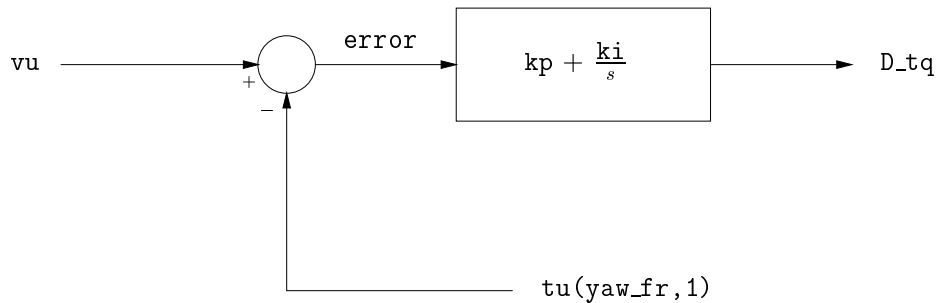 vu
error
kp + ki/s
D_tq
+
−
tu(yaw_fr,1)